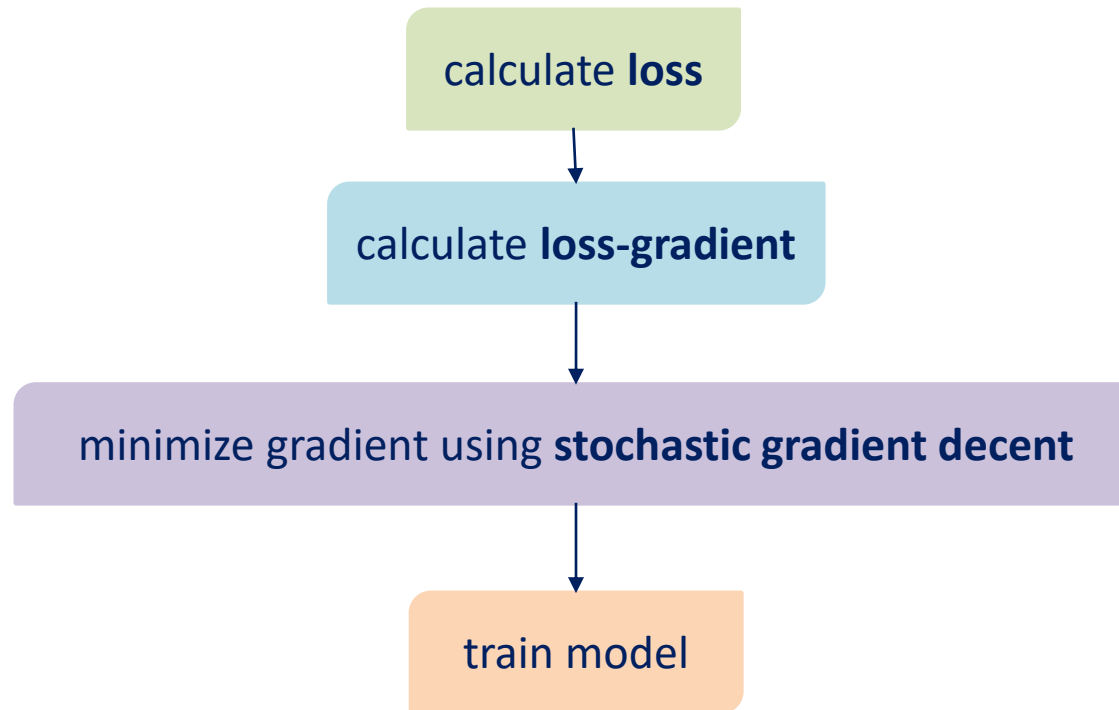 calculate loss
calculate loss-gradient
minimize gradient using stochastic gradient decent
train model